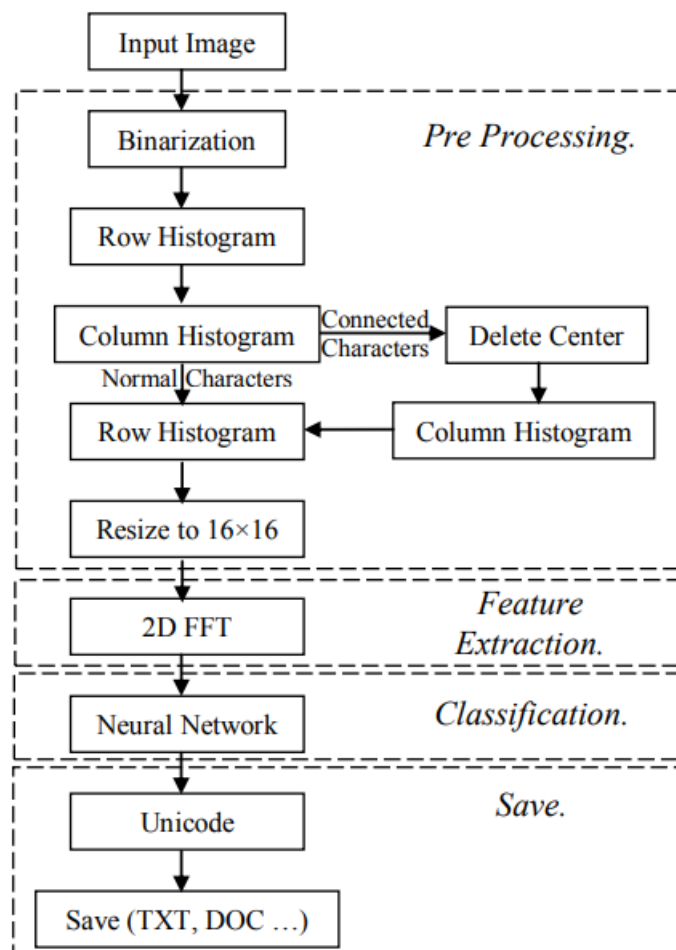 Input Image
Binarization
Pre Processing.
Row Histogram
Column Histogram
Connected
Characters
Delete Center
Normal Characters
Row Histogram
Column Histogram
Resize to 16×16
2D FFT
Feature
Extraction.
Neural Network
Classification.
Unicode
Save.
Save (TXT, DOC ...)